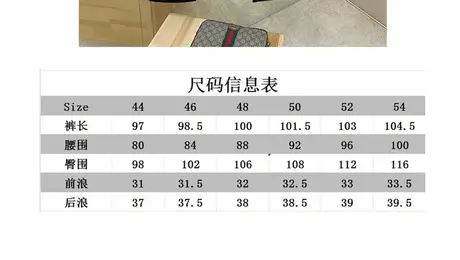 尺码信息表
Size 44 46 48 50 52 54
裤长 97 98.5 100 101.5 103 104.5
腰围 80 84 88 92 96 100
臀围 98 102 106 108 112 116
前浪 31 31.5 32 32.5 33 33.5
后浪 37 37.5 38 38.5 39 39.5